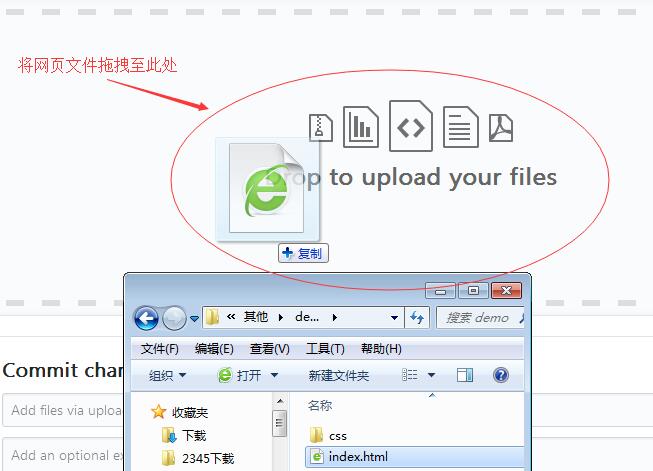 将网页文件拖拽至此处
Drop to upload your files
复制
« 其他 ▸ de... ▸
搜索 demo
文件(F) 编辑(E) 查看(V) 工具(T) 帮助(H)
组织 打开 新建文件夹
Commit chan
Add files via uploa
Add an optional ex
收藏夹
下载
2345下载
名称
css
index.html